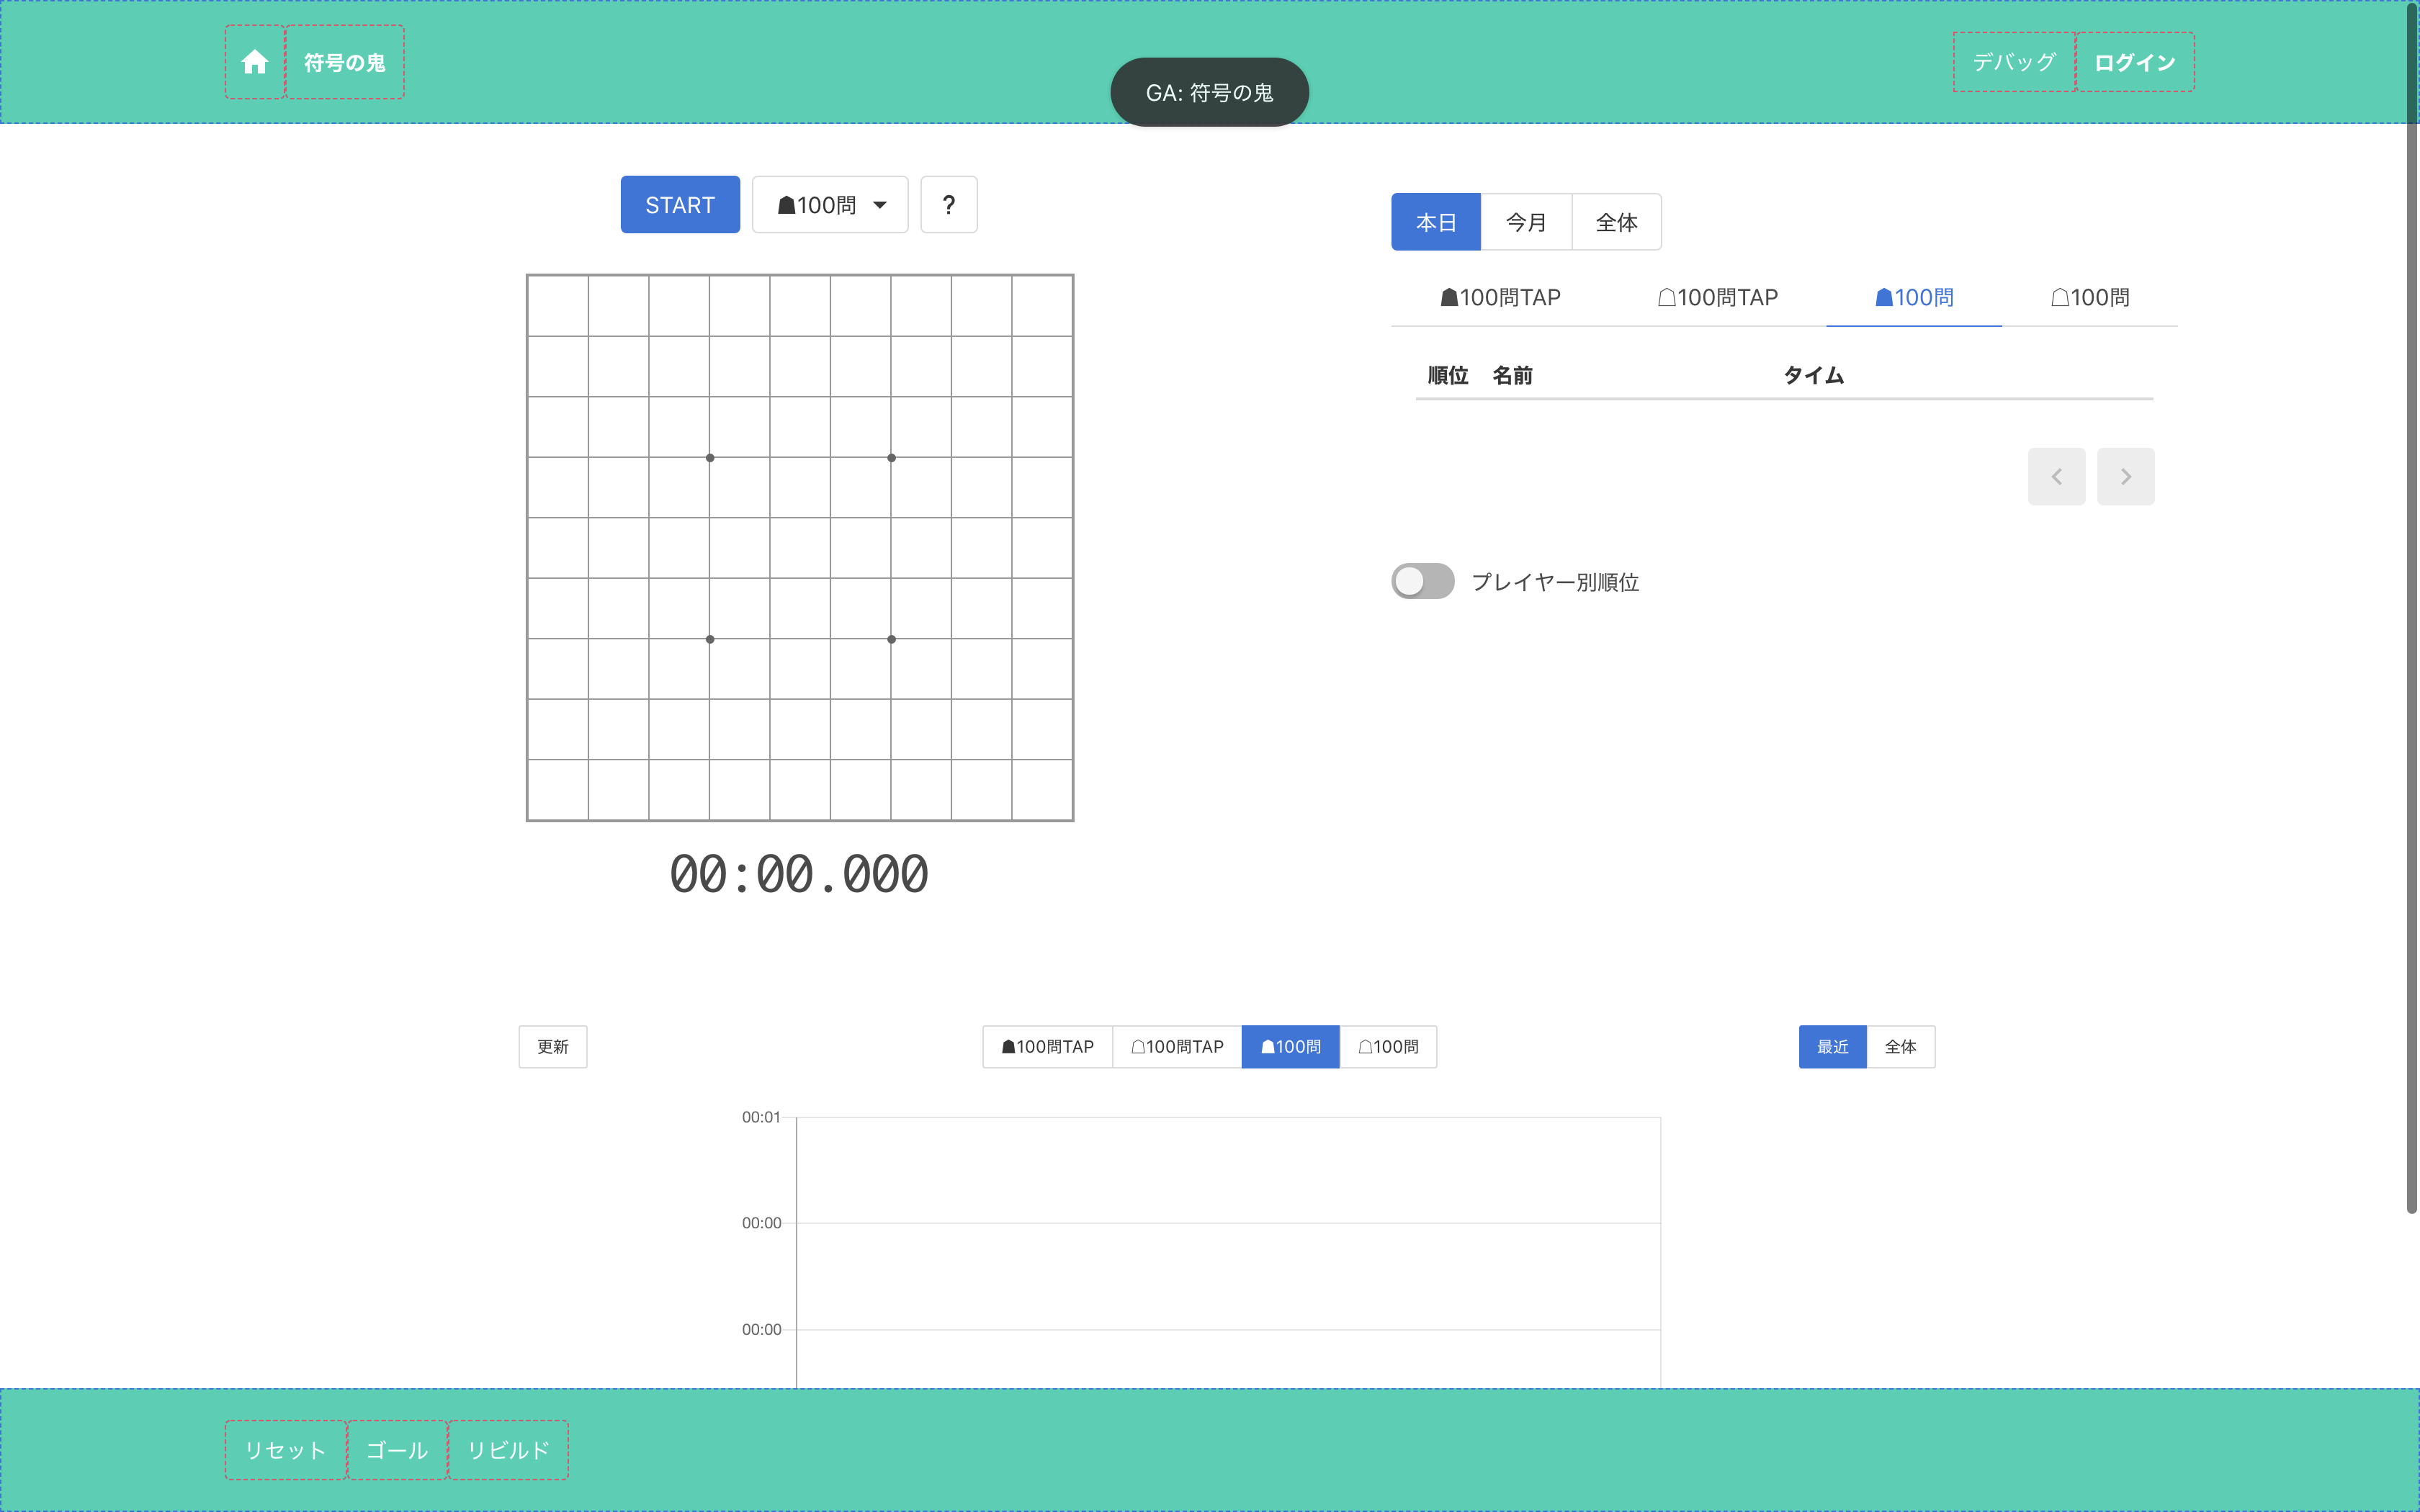 符号の鬼
デバッグ ログイン
GA: 符号の鬼
START ☗100問 ?
本日 今月 全体
☗100問TAP ☖100問TAP ☗100問 ☖100問
順位 名前 タイム
プレイヤー別順位
00:00.000
更新 ☗100問TAP ☖100問TAP ☗100問 ☖100問 最近 全体
00:01
00:00
00:00
リセット ゴール リビルド